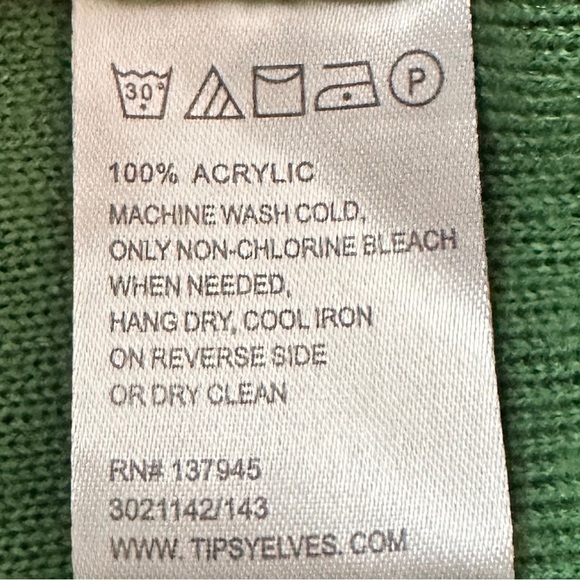 30°
P
100% ACRYLIC
MACHINE WASH COLD,
ONLY NON-CHLORINE BLEACH
WHEN NEEDED,
HANG DRY, COOL IRON
ON REVERSE SIDE
OR DRY CLEAN
RN# 137945
3021142/143
WWW. TIPSYELVES. COM